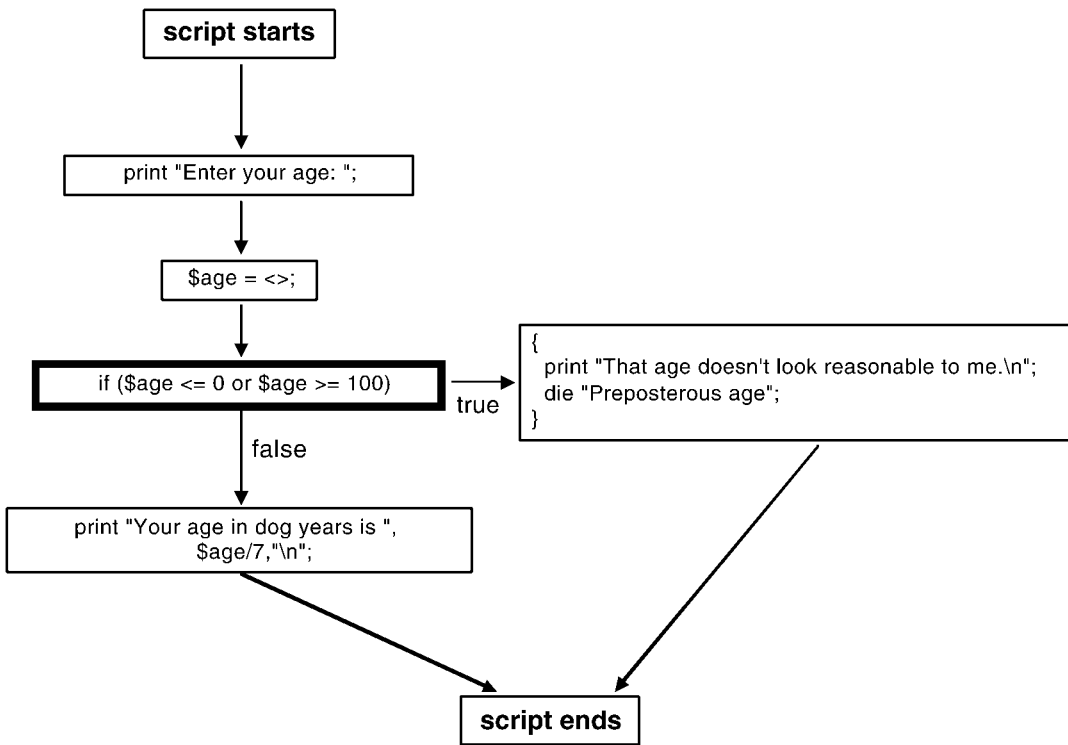 script starts
print "Enter your age: ";
$age = <>;
if ($age <= 0 or $age >= 100)
true
{
print "That age doesn't look reasonable to me.\n";
die "Preposterous age";
}
false
print "Your age in dog years is ",
$age/7,"\n";
script ends